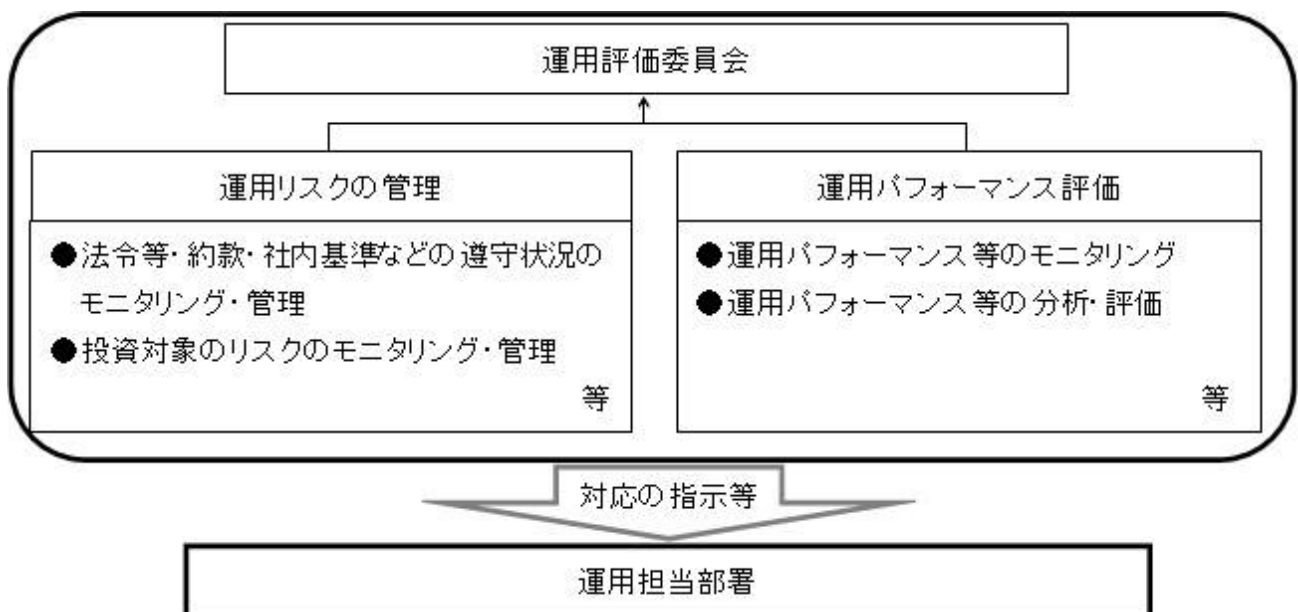 運用評価委員会
運用リスクの管理
●法令等・約款・社内基準などの遵守状況の
モニタリング・管理
●投資対象のリスクのモニタリング・管理
等
運用パフォーマンス評価
●運用パフォーマンス等のモニタリング
●運用パフォーマンス等の分析・評価
等
対応の指示等
運用担当部署